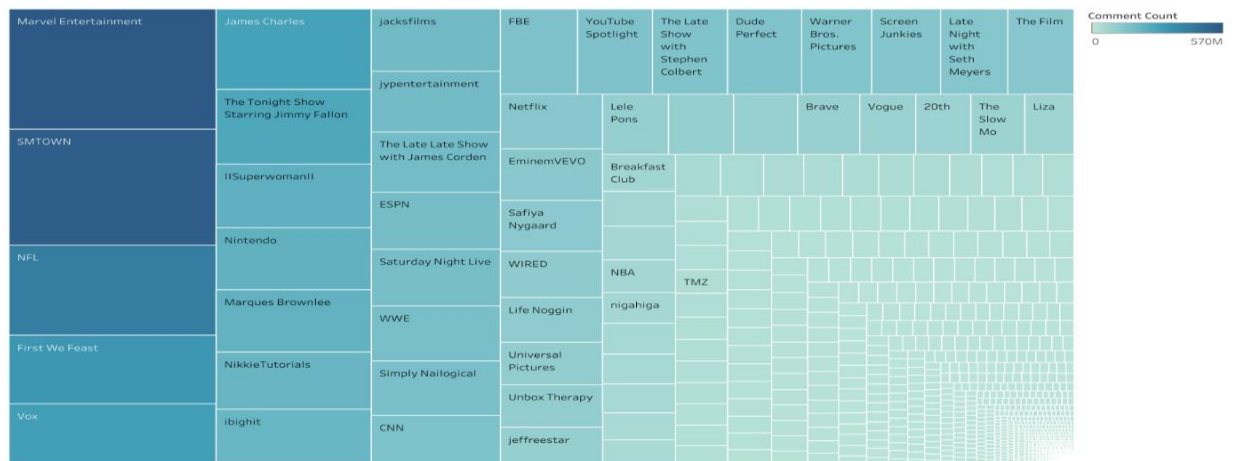 Marvel Entertainment
SMTOWN
NFL
First We Feast
Vox
James Charles
The Tonight Show
Starring Jimmy Fallon
IISuperwomanII
Nintendo
Marques Brownlee
NikkieTutorials
ibighit
jacksfilms
jypentertainment
The Late Late Show
with James Corden
ESPN
Saturday Night Live
WWE
Simply Nailogical
CNN
FBE
Netflix
EminemVEVO
Safiya
Nygaard
WIRED
Life Noggin
Universal
Pictures
Unbox Therapy
jeffreestar
YouTube
Spotlight
The Late
Show
with
Stephen
Colbert
Dude
Perfect
Warner
Bros.
Pictures
Screen
Junkies
Late
Night
with
Seth
Meyers
The Film
Lele
Pons
Brave
Vogue
20th
The
Slow
Mo
Liza
Breakfast
Club
NBA
nigahiga
TMZ
Comment Count
0
570M